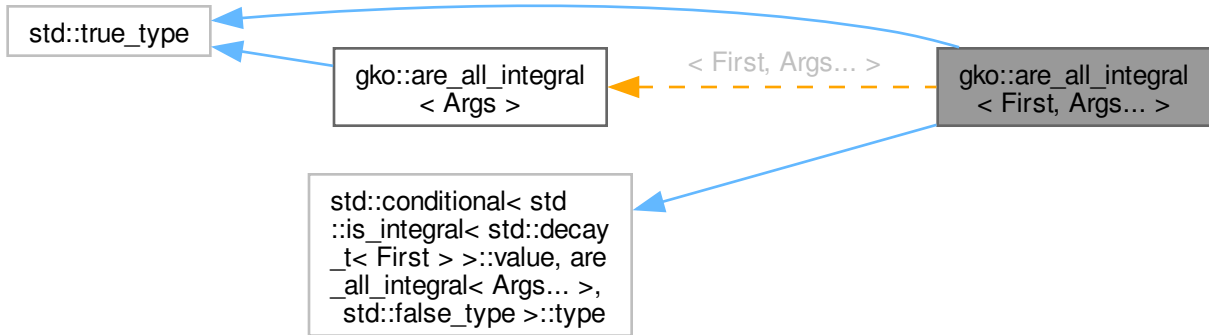 std::true_type
gko::are_all_integral
< Args >
< First, Args... >
gko::are_all_integral
< First, Args... >
std::conditional< std
::is_integral< std::decay
_t< First > >::value, are
_all_integral< Args... >,
std::false_type >::type